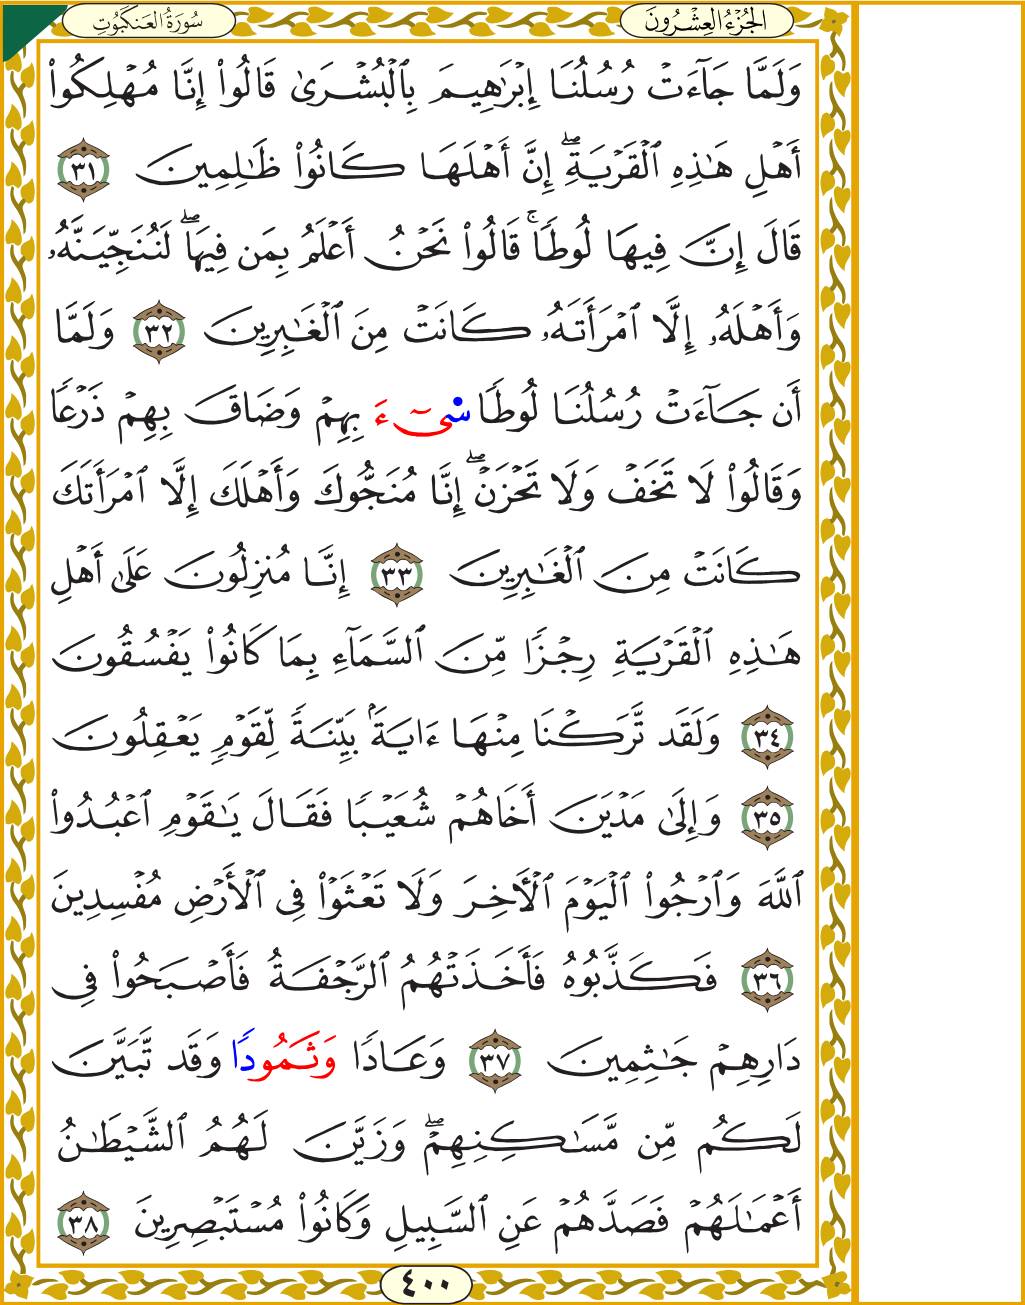 الجُزْءُ العِشْرُونَ
سُورَةُ العَنكَبُوتِ
وَلَمَّا جَآءَتْ رُسُلُنَا إِبْرَٰهِيمَ بِٱلْبُشْرَىٰ قَالُوٓا۟ إِنَّا مُهْلِكُوٓا۟
أَهْلِ هَٰذِهِ ٱلْقَرْيَةِ ۖ إِنَّ أَهْلَهَا كَانُوا۟ ظَٰلِمِينَ ٣١
قَالَ إِنَّ فِيهَا لُوطًا ۚ قَالُوا۟ نَحْنُ أَعْلَمُ بِمَن فِيهَا ۖ لَنُنَجِّيَنَّهُۥ
وَأَهْلَهُۥ إِلَّا ٱمْرَأَتَهُۥ كَانَتْ مِنَ ٱلْغَٰبِرِينَ ٣٢ وَلَمَّا
أَن جَآءَتْ رُسُلُنَا لُوطًا سْىٓءَ بِهِمْ وَضَاقَ بِهِمْ ذَرْعًا
وَقَالُوا۟ لَا تَخَفْ وَلَا تَحْزَنْ ۖ إِنَّا مُنَجُّوكَ وَأَهْلَكَ إِلَّا ٱمْرَأَتَكَ
كَانَتْ مِنَ ٱلْغَٰبِرِينَ ٣٣ إِنَّا مُنزِلُونَ عَلَىٰ أَهْلِ
هَٰذِهِ ٱلْقَرْيَةِ رِجْزًا مِّنَ ٱلسَّمَآءِ بِمَا كَانُوا۟ يَفْسُقُونَ
٣٤ وَلَقَد تَّرَكْنَا مِنْهَآ ءَايَةًۢ بَيِّنَةً لِّقَوْمٍ يَعْقِلُونَ
٣٥ وَإِلَىٰ مَدْيَنَ أَخَاهُمْ شُعَيْبًا فَقَالَ يَٰقَوْمِ ٱعْبُدُوا۟
ٱللَّهَ وَٱرْجُوا۟ ٱلْيَوْمَ ٱلْأَخِرَ وَلَا تَعْثَوْا۟ فِى ٱلْأَرْضِ مُفْسِدِينَ
٣٦ فَكَذَّبُوهُ فَأَخَذَتْهُمُ ٱلرَّجْفَةُ فَأَصْبَحُوا۟ فِى
دَارِهِمْ جَٰثِمِينَ ٣٧ وَعَادًا وَثَمُودًا وَقَد تَّبَيَّنَ
لَكُم مِّن مَّسَٰكِنِهِمْ ۖ وَزَيَّنَ لَهُمُ ٱلشَّيْطَٰنُ
أَعْمَٰلَهُمْ فَصَدَّهُمْ عَنِ ٱلسَّبِيلِ وَكَانُوا۟ مُسْتَبْصِرِينَ ٣٨
٤٠٠